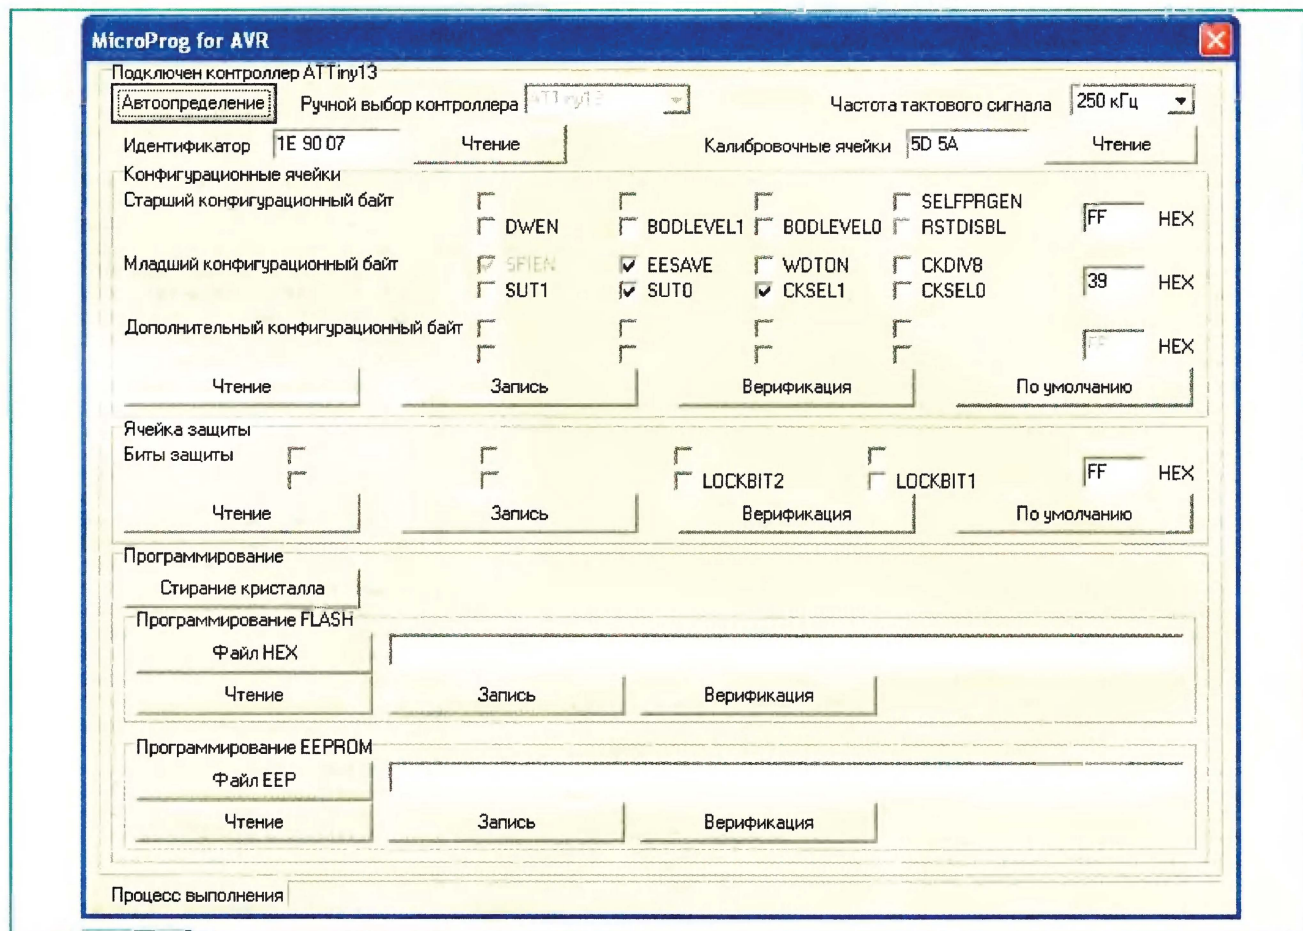 MicroProg for AVR
Подключен контроллер ATTiny13
Автоопределение Ручной выбор контроллера ATTiny13 Частота тактового сигнала 250 кГц
Идентификатор 1E 90 07 Чтение Калибровочные ячейки 5D 5A Чтение
Конфигурационные ячейки
Старший конфигурационный байт SELFPRGEN
DWEN BODLEVEL1 BODLEVEL0 RSTDISBL FF HEX
Младший конфигурационный байт SPIEN EESAVE WDTON CKDIV8
SUT1 SUT0 CKSEL1 CKSEL0 39 HEX
Дополнительный конфигурационный байт
FF HEX
Чтение Запись Верификация По умолчанию
Ячейка защиты
Биты защиты
LOCKBIT2 LOCKBIT1 FF HEX
Чтение Запись Верификация По умолчанию
Программирование
Стирание кристалла
Программирование FLASH
Файл HEX
Чтение Запись Верификация
Программирование EEPROM
Файл EEP
Чтение Запись Верификация
Процесс выполнения